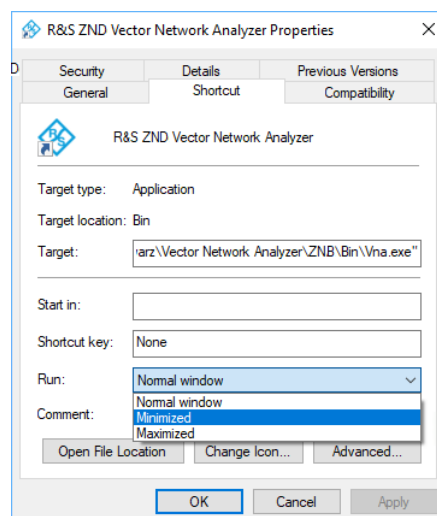 R&S ZND Vector Network Analyzer Properties
Security Details Previous Versions
General Shortcut Compatibility
R&S ZND Vector Network Analyzer
Target type: Application
Target location: Bin
Target: arz\Vector Network Analyzer\ZNB\Bin\Vna.exe"
Start in:
Shortcut key: None
Run: Normal window
Normal window
Comment: Minimized
Maximized
Open File Location Change Icon... Advanced...
OK Cancel Apply